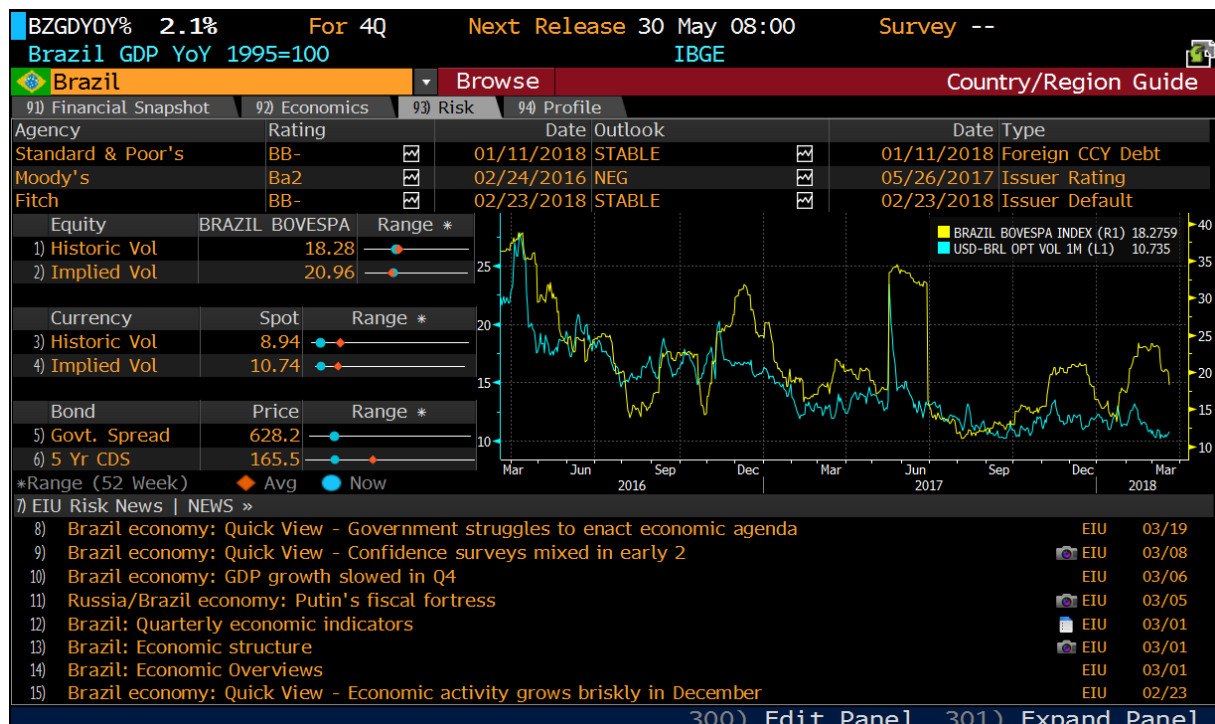 BZGDYOY% 2.1% For 4Q Next Release 30 May 08:00 Survey --
Brazil GDP YoY 1995=100 IBGE
Brazil Browse Country/Region Guide
91) Financial Snapshot 92) Economics 93) Risk 94) Profile
Agency Rating Date Outlook Date Type
Standard & Poor's BB- 01/11/2018 STABLE 01/11/2018 Foreign CCY Debt
Moody's Ba2 02/24/2016 NEG 05/26/2017 Issuer Rating
Fitch BB- 02/23/2018 STABLE 02/23/2018 Issuer Default
Equity BRAZIL BOVESPA Range *
1) Historic Vol 18.28
2) Implied Vol 20.96
Currency Spot Range *
3) Historic Vol 8.94
4) Implied Vol 10.74
Bond Price Range *
5) Govt. Spread 628.2
6) 5 Yr CDS 165.5
*Range (52 Week) Avg Now
BRAZIL BOVESPA INDEX (R1) 18.2759
USD-BRL OPT VOL 1M (L1) 10.735
25
20
15
10
40
35
30
25
20
15
10
Mar Jun Sep Dec Mar Jun Sep Dec Mar
2016 2017 2018
7) EIU Risk News | NEWS »
8) Brazil economy: Quick View - Government struggles to enact economic agenda EIU 03/19
9) Brazil economy: Quick View - Confidence surveys mixed in early 2 EIU 03/08
10) Brazil economy: GDP growth slowed in Q4 EIU 03/06
11) Russia/Brazil economy: Putin's fiscal fortress EIU 03/05
12) Brazil: Quarterly economic indicators EIU 03/01
13) Brazil: Economic structure EIU 03/01
14) Brazil: Economic Overviews EIU 03/01
15) Brazil economy: Quick View - Economic activity grows briskly in December EIU 02/23
300) Edit Panel 301) Expand Panel